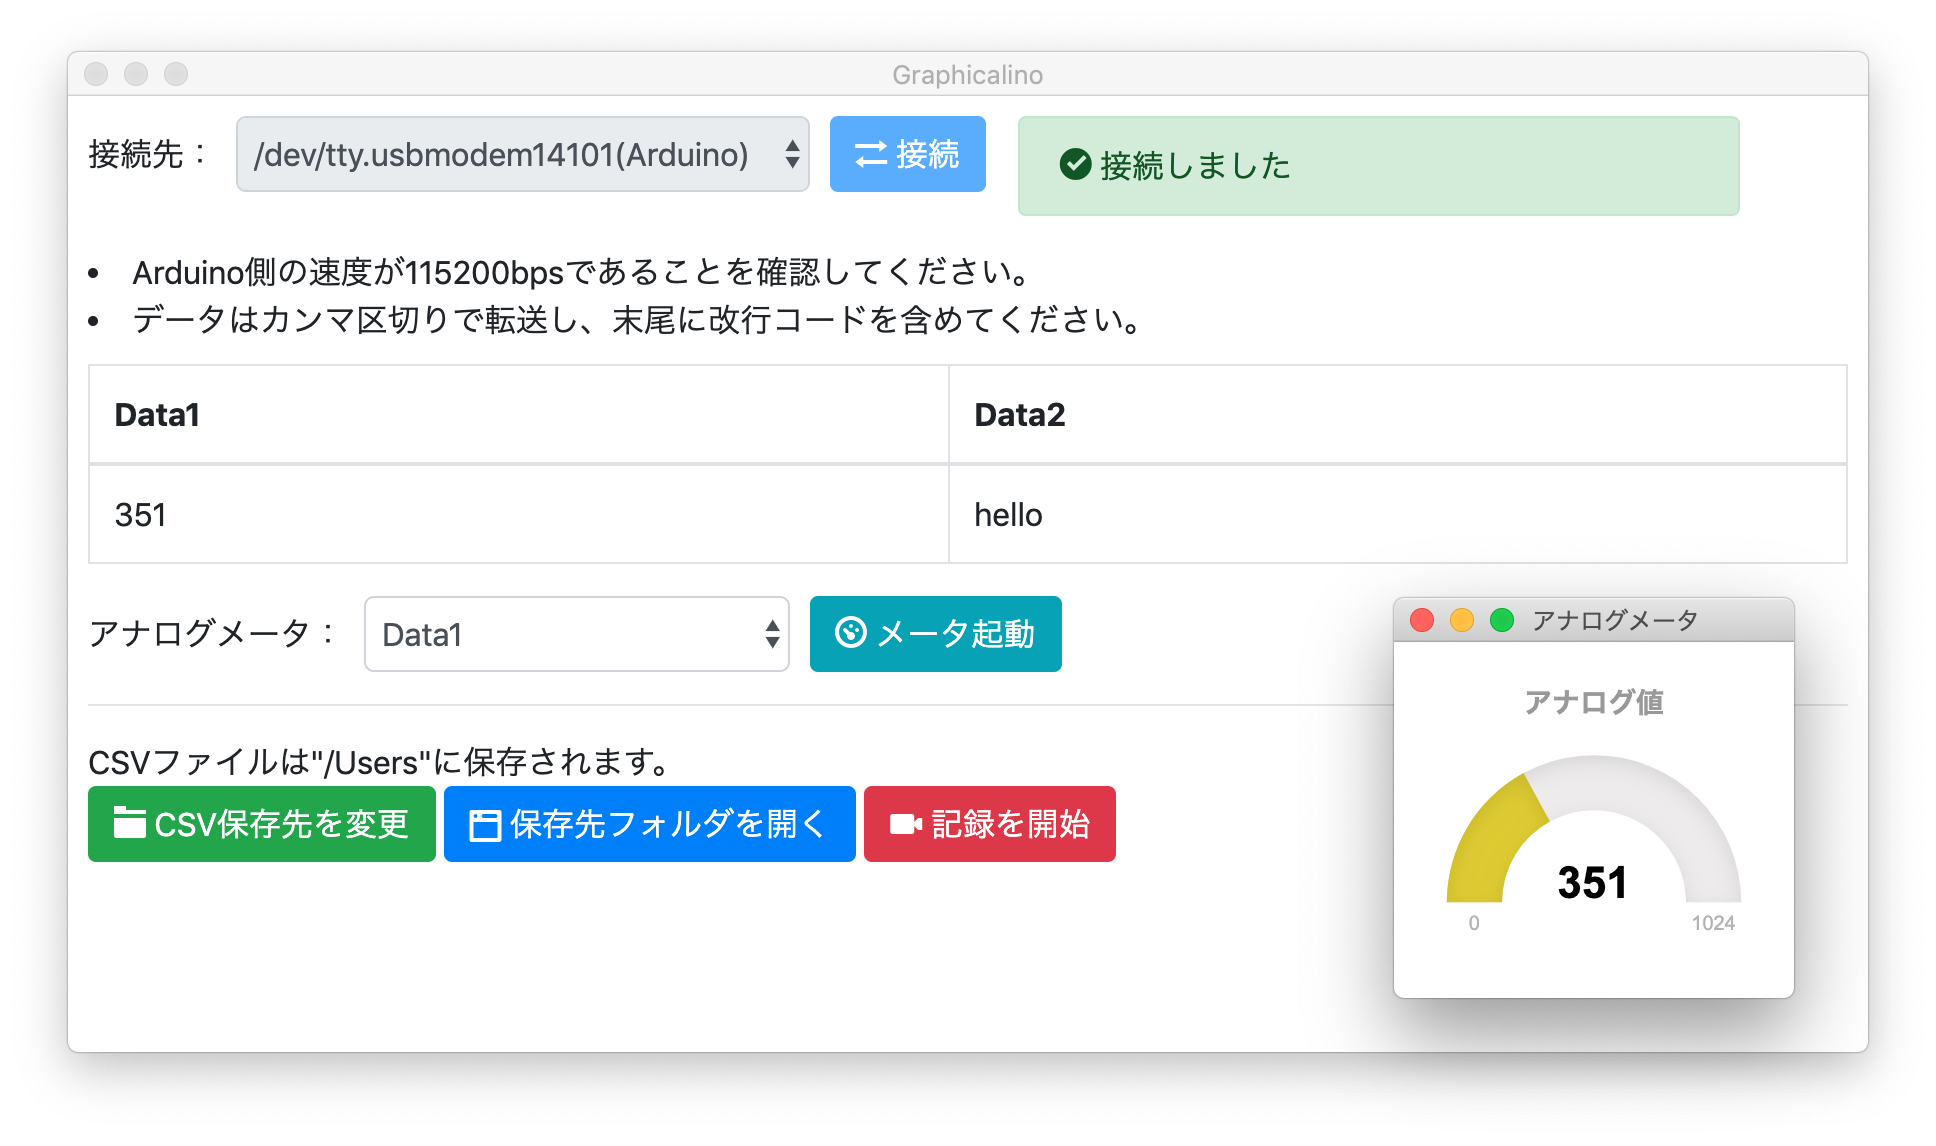 Graphicalino
接続先：
/dev/tty.usbmodem14101(Arduino)
接続
接続しました
Arduino側の速度が115200bpsであることを確認してください。
データはカンマ区切りで転送し、末尾に改行コードを含めてください。
Data1
Data2
351
hello
アナログメータ：
Data1
メータ起動
CSVファイルは"/Users"に保存されます。
CSV保存先を変更
保存先フォルダを開く
記録を開始
アナログメータ
アナログ値
351
0
1024